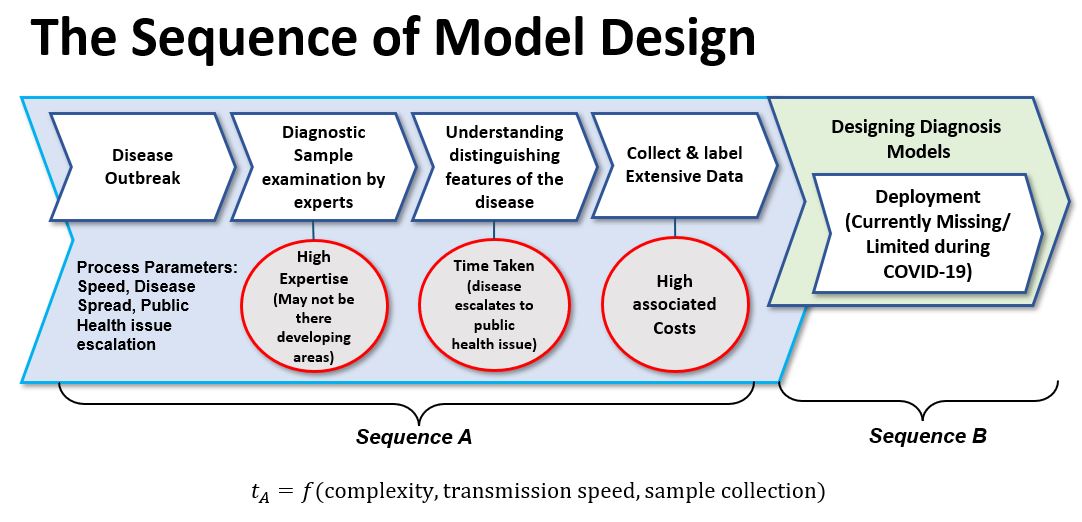 The Sequence of Model Design
Disease
Outbreak
Diagnostic
Sample
examination by
experts
Understanding
distinguishing
features of the
disease
Collect & label
Extensive Data
Designing Diagnosis
Models
Deployment
(Currently Missing/
Limited during
COVID-19)
Process Parameters:
Speed, Disease
Spread, Public
Health issue
escalation
High
Expertise
(May not be
there
developing
areas)
Time Taken
(disease
escalates to
public
health issue)
High
associated
Costs
Sequence A
Sequence B
t_A = f(complexity, transmission speed, sample collection)